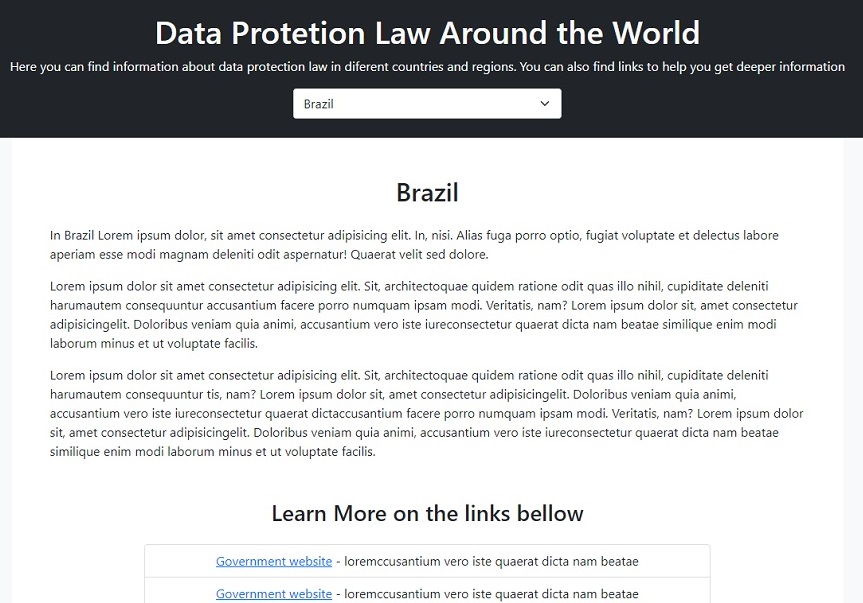 Data Protetion Law Around the World
Here you can find information about data protection law in diferent countries and regions. You can also find links to help you get deeper information
Brazil
Brazil
In Brazil Lorem ipsum dolor, sit amet consectetur adipisicing elit. In, nisi. Alias fuga porro optio, fugiat voluptate et delectus labore
aperiam esse modi magnam deleniti odit aspernatur! Quaerat velit sed dolore.
Lorem ipsum dolor sit amet consectetur adipisicing elit. Sit, architectoquae quidem ratione odit quas illo nihil, cupiditate deleniti
harumautem consequuntur accusantium facere porro numquam ipsam modi. Veritatis, nam? Lorem ipsum dolor sit, amet consectetur
adipisicingelit. Doloribus veniam quia animi, accusantium vero iste iureconsectetur quaerat dicta nam beatae similique enim modi
laborum minus et ut voluptate facilis.
Lorem ipsum dolor sit amet consectetur adipisicing elit. Sit, architectoquae quidem ratione odit quas illo nihil, cupiditate deleniti
harumautem consequuntur tis, nam? Lorem ipsum dolor sit, amet consectetur adipisicingelit. Doloribus veniam quia animi,
accusantium vero iste iureconsectetur quaerat dictaccusantium facere porro numquam ipsam modi. Veritatis, nam? Lorem ipsum dolor
sit, amet consectetur adipisicingelit. Doloribus veniam quia animi, accusantium vero iste iureconsectetur quaerat dicta nam beatae
similique enim modi laborum minus et ut voluptate facilis.
Learn More on the links bellow
Government website - loremccusantium vero iste quaerat dicta nam beatae
Government website - loremccusantium vero iste quaerat dicta nam beatae